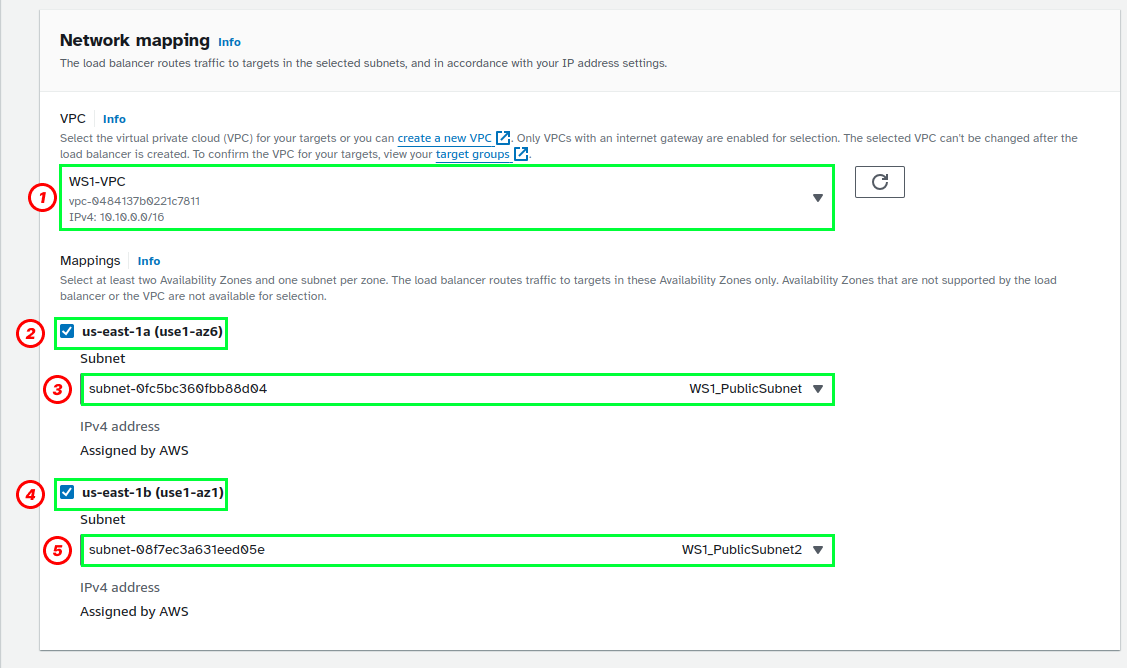 Network mapping Info
The load balancer routes traffic to targets in the selected subnets, and in accordance with your IP address settings.
VPC Info
Select the virtual private cloud (VPC) for your targets or you can create a new VPC. Only VPCs with an internet gateway are enabled for selection. The selected VPC can't be changed after the
load balancer is created. To confirm the VPC for your targets, view your target groups.
1
WS1-VPC
vpc-0484137b0221c7811
IPv4: 10.10.0.0/16
Mappings Info
Select at least two Availability Zones and one subnet per zone. The load balancer routes traffic to targets in these Availability Zones only. Availability Zones that are not supported by the load
balancer or the VPC are not available for selection.
2 us-east-1a (use1-az6)
Subnet
3 subnet-0fc5bc360fbb88d04 WS1_PublicSubnet
IPv4 address
Assigned by AWS
4 us-east-1b (use1-az1)
Subnet
5 subnet-08f7ec3a631eed05e WS1_PublicSubnet2
IPv4 address
Assigned by AWS